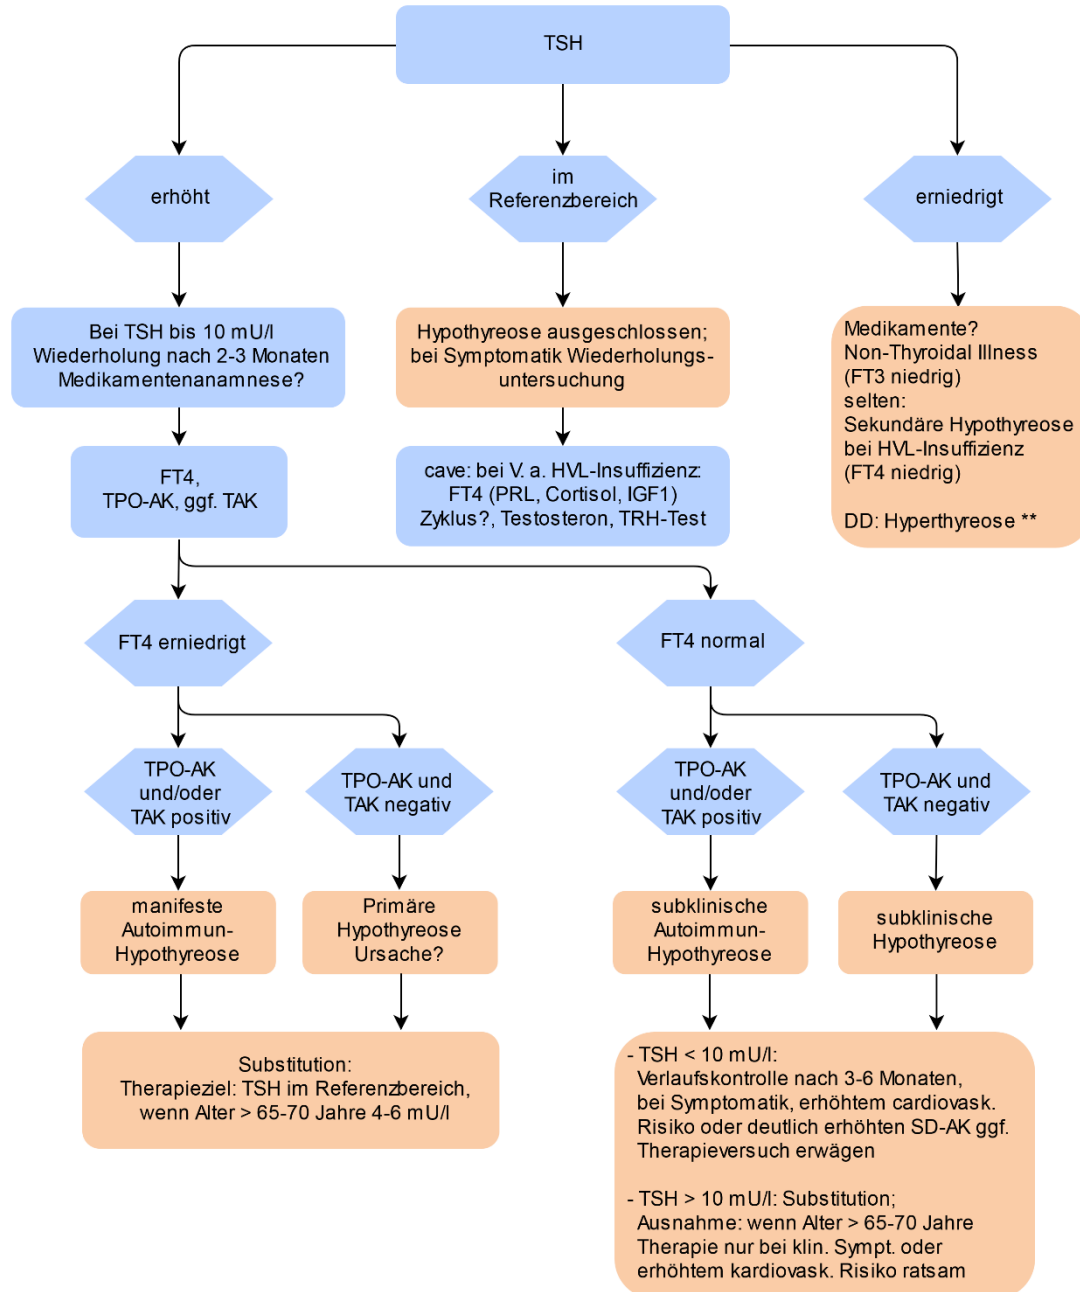 TSH
erhöht
im
Referenzbereich
erniedrigt
Bei TSH bis 10 mU/l
Wiederholung nach 2-3 Monaten
Medikamentenanamnese?
Hypothyreose ausgeschlossen;
bei Symptomatik Wiederholungs-
untersuchung
Medikamente?
Non-Thyroidal Illness
(FT3 niedrig)
selten:
Sekundäre Hypothyreose
bei HVL-Insuffizienz
(FT4 niedrig)
DD: Hyperthyreose **
FT4,
TPO-AK, ggf. TAK
cave: bei V. a. HVL-Insuffizienz:
FT4 (PRL, Cortisol, IGF1)
Zyklus?, Testosteron, TRH-Test
FT4 erniedrigt
FT4 normal
TPO-AK
und/oder
TAK positiv
TPO-AK und
TAK negativ
TPO-AK
und/oder
TAK positiv
TPO-AK und
TAK negativ
manifeste
Autoimmun-
Hypothyreose
Primäre
Hypothyreose
Ursache?
subklinische
Autoimmun-
Hypothyreose
subklinische
Hypothyreose
Substitution:
Therapieziel: TSH im Referenzbereich,
wenn Alter > 65-70 Jahre 4-6 mU/l
- TSH < 10 mU/l:
Verlaufskontrolle nach 3-6 Monaten,
bei Symptomatik, erhöhtem cardiovask.
Risiko oder deutlich erhöhten SD-AK ggf.
Therapieversuch erwägen
- TSH > 10 mU/l: Substitution;
Ausnahme: wenn Alter > 65-70 Jahre
Therapie nur bei klin. Sympt. oder
erhöhtem kardiovask. Risiko ratsam